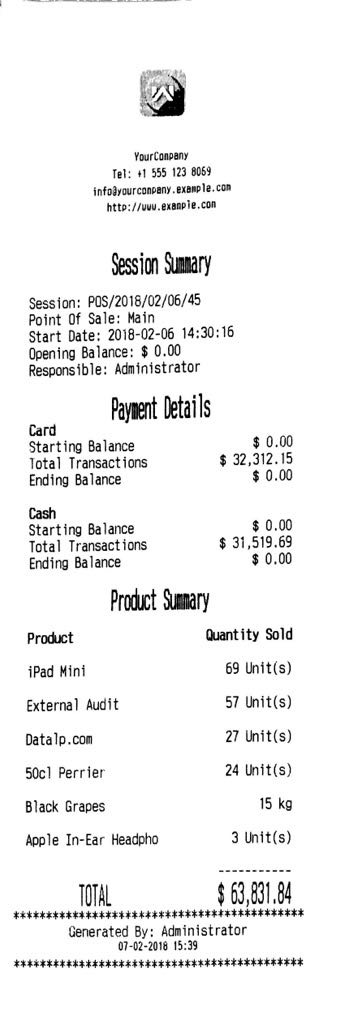 YourCompany
Tel: +1 555 123 8069
info@yourcompany.example.com
http://www.example.com
Session Summary
Session: POS/2018/02/06/45
Point Of Sale: Main
Start Date: 2018-02-06 14:30:16
Opening Balance: $ 0.00
Responsible: Administrator
Payment Details
Card
Starting Balance $ 0.00
Total Transactions $ 32,312.15
Ending Balance $ 0.00
Cash
Starting Balance $ 0.00
Total Transactions $ 31,519.69
Ending Balance $ 0.00
Product Summary
Product Quantity Sold
iPad Mini 69 Unit(s)
External Audit 57 Unit(s)
Datalp.com 27 Unit(s)
50cl Perrier 24 Unit(s)
Black Grapes 15 kg
Apple In-Ear Headpho 3 Unit(s)
-----------
TOTAL $ 63,831.84
********************************************
Generated By: Administrator
07-02-2018 15:39
********************************************